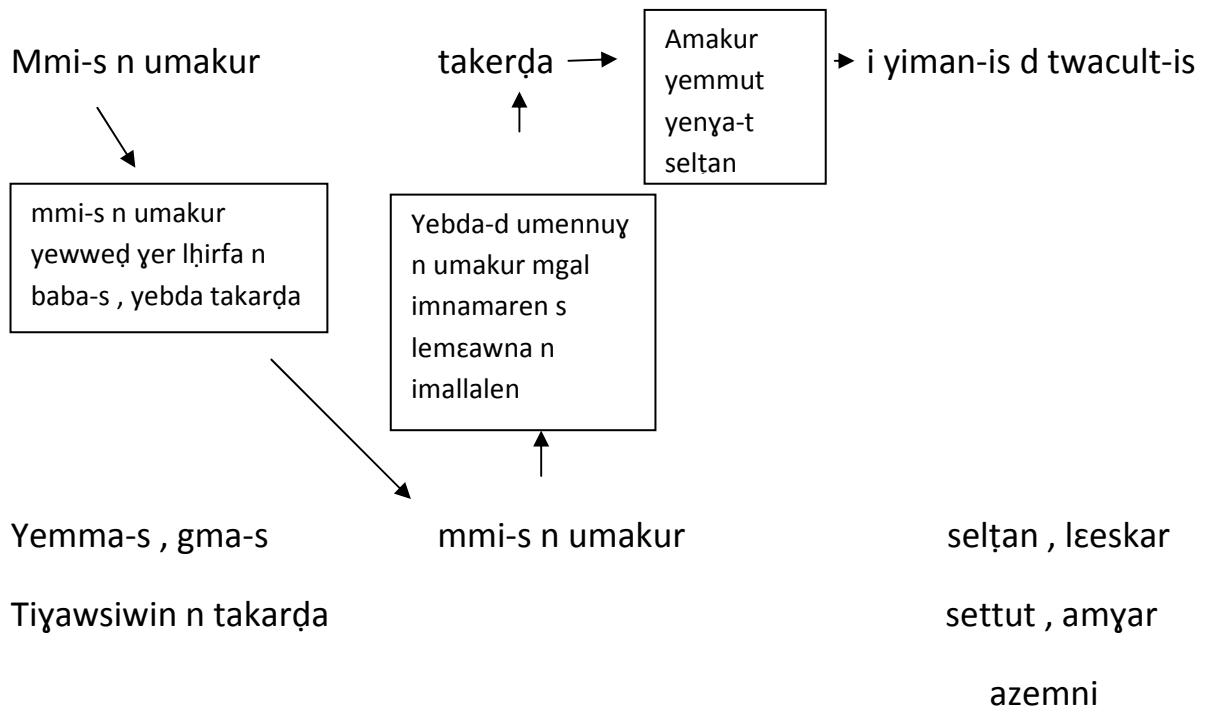 Mmi-s n umakur
takerḍa
Amakur
yemmut
yenɣa-t
selṭan
i yiman-is d twacult-is
mmi-s n umakur
yewweḍ ɣer lḥirfa n
baba-s , yebda takarḍa
Yebda-d umennuɣ
n umakur mgal
imnamaren s
lemɛawna n
imallalen
Yemma-s , gma-s
mmi-s n umakur
selṭan , lɛeskar
Tiɣawsiwin n takarḍa
settut , amɣar
azemni